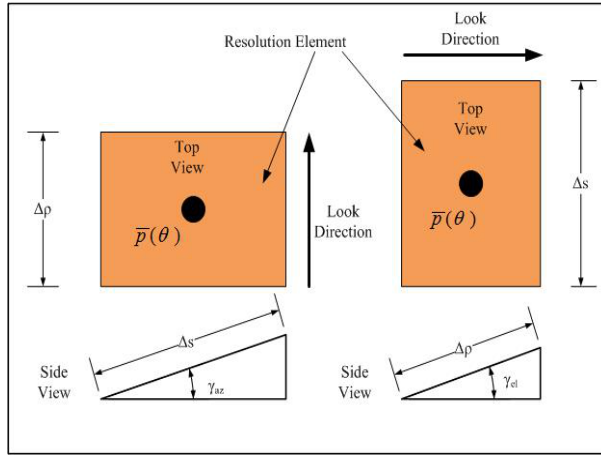 Resolution Element
Look
Direction
Top
View
Δρ
p̅(θ)
Look
Direction
Top
View
p̅(θ)
Δs
Side
View
Δs
γaz
Side
View
Δρ
γel